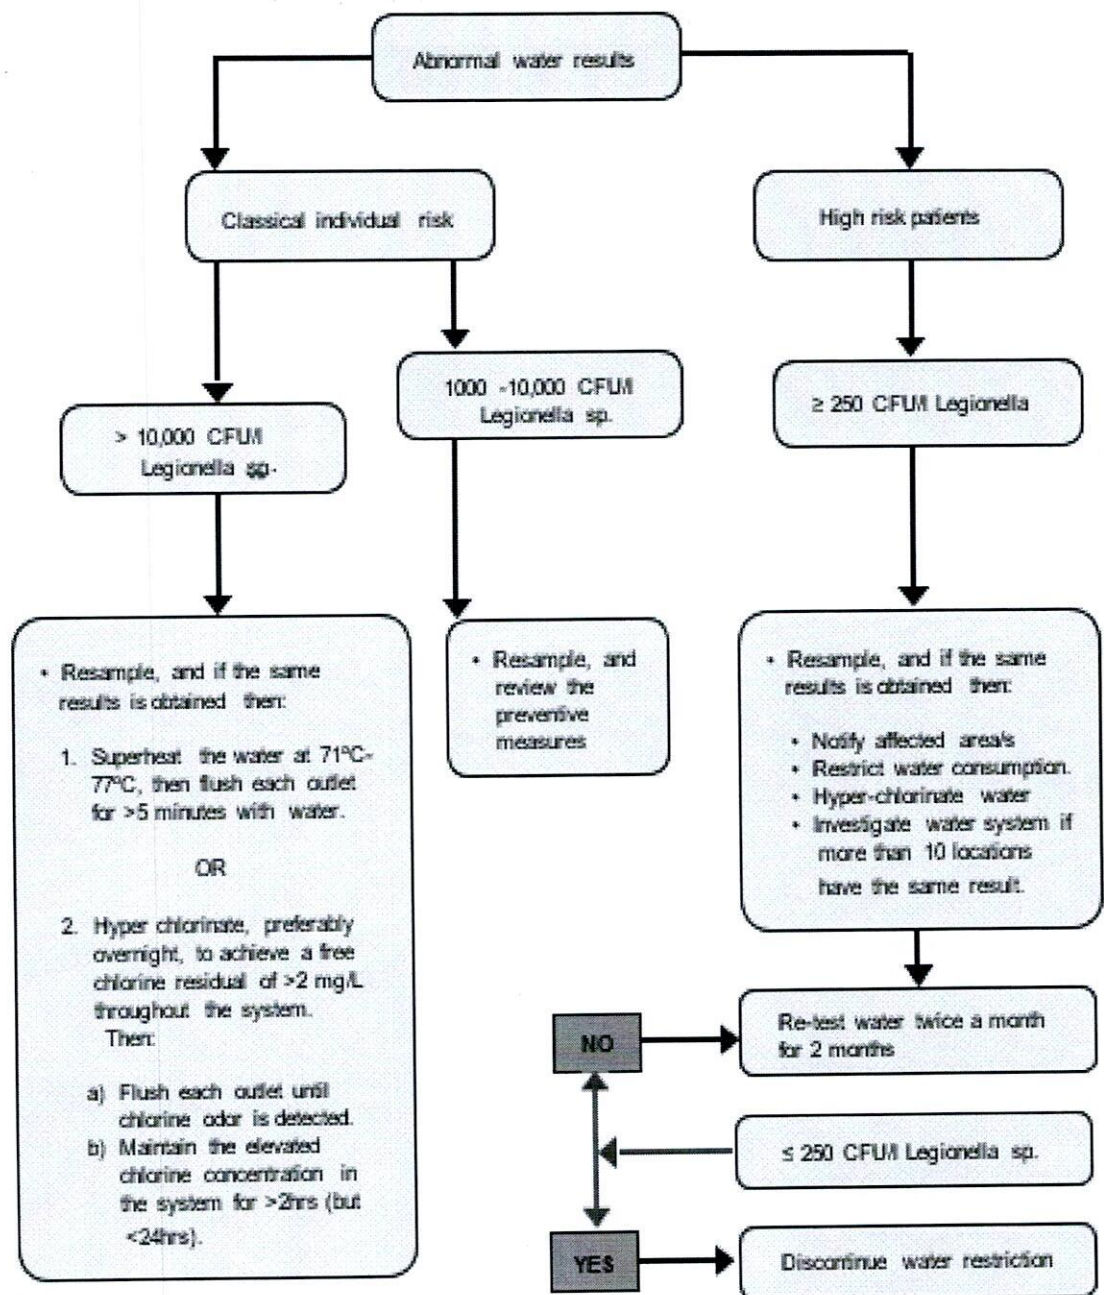 Abnormal water results
Classical individual risk
High risk patients
> 10,000 CFU/l
Legionella sp.
1000 -10,000 CFU/l
Legionella sp.
≥ 250 CFU/l Legionella
• Resample, and if the same
results is obtained then:
1. Superheat the water at 71ºC-
77ºC, then flush each outlet
for >5 minutes with water.
OR
2. Hyper chlorinate, preferably
overnight, to achieve a free
chlorine residual of >2 mg/L
throughout the system.
Then:
a) Flush each outlet until
chlorine odor is detected.
b) Maintain the elevated
chlorine concentration in
the system for >2hrs (but
<24hrs).
• Resample, and
review the
preventive
measures
• Resample, and if the same
results is obtained then:
• Notify affected area/s
• Restrict water consumption.
• Hyper-chlorinate water
• Investigate water system if
more than 10 locations
have the same result.
NO
Re-test water twice a month
for 2 months
≤ 250 CFU/l Legionella sp.
YES
Discontinue water restriction